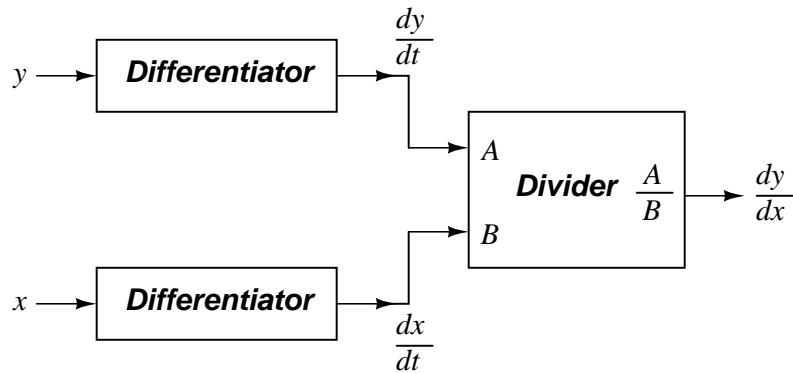 y
Differentiator
dy/dt
A
Divider
A/B
dy/dx
B
x
Differentiator
dx/dt